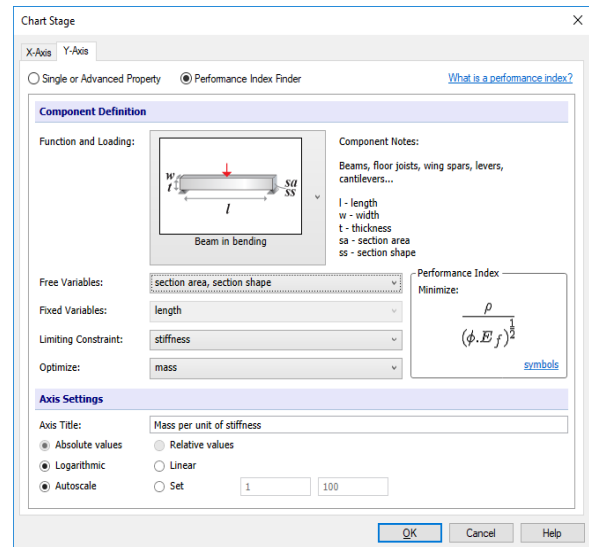 Chart Stage
X-Axis Y-Axis
Single or Advanced Property Performance Index Finder What is a performance index?
Component Definition
Function and Loading:
w
t
l
sa
ss
Beam in bending
Component Notes:
Beams, floor joists, wing spars, levers,
cantilevers...
l - length
w - width
t - thickness
sa - section area
ss - section shape
Free Variables: section area, section shape
Fixed Variables: length
Limiting Constraint: stiffness
Optimize: mass
Performance Index
Minimize:
ρ
(ϕ.E f)^1/2
symbols
Axis Settings
Axis Title: Mass per unit of stiffness
Absolute values Relative values
Logarithmic Linear
Autoscale Set 1 100
OK Cancel Help